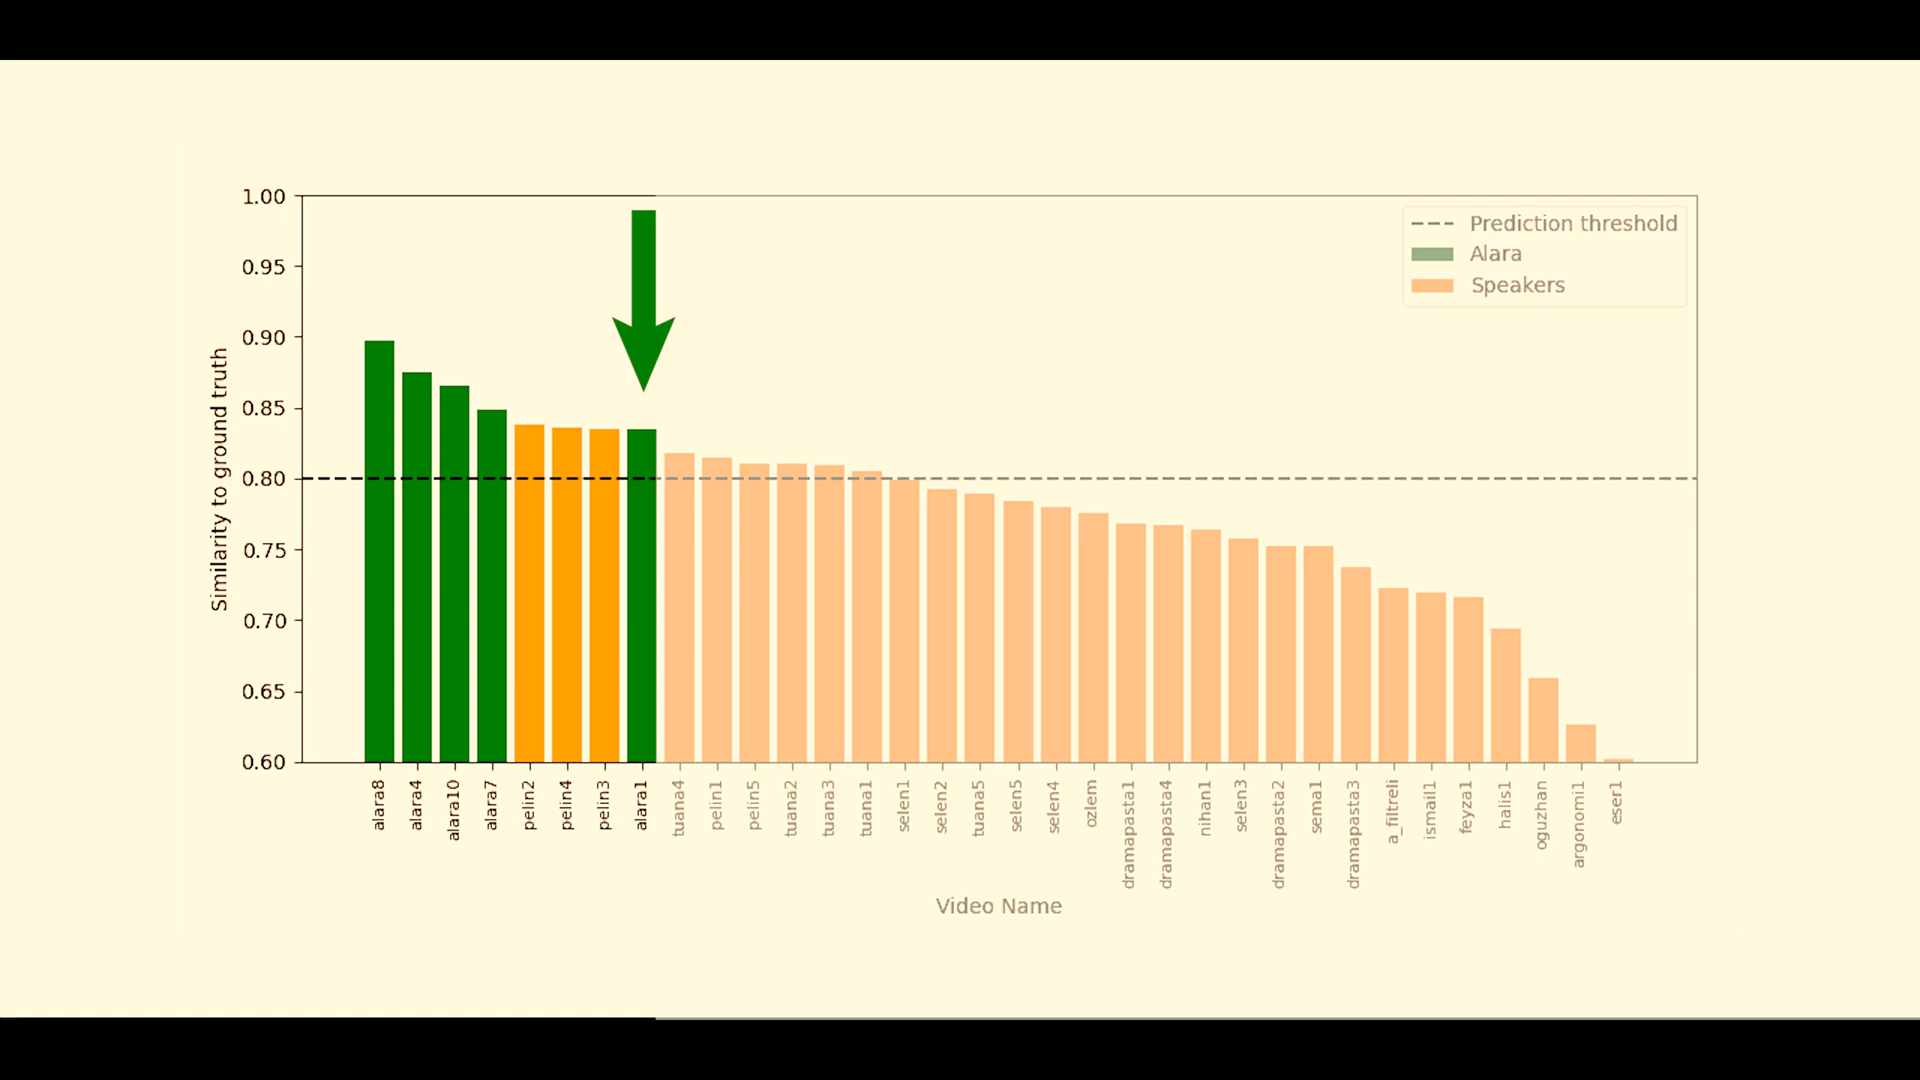 1.00
0.95
0.90
0.85
0.80
0.75
0.70
0.65
0.60
Similarity to ground truth
Prediction threshold
Alara
Speakers
alara8
alara4
alara10
alara7
pelin2
pelin4
pelin3
alara1
tuana4
pelin1
pelin5
tuana2
tuana3
tuana1
selen1
selen2
tuana5
selen5
selen4
ozlem
dramapasta1
dramapasta4
nihan1
selen3
dramapasta2
sema1
dramapasta3
a_filtreli
ismail1
feyza1
halis1
oguzhan
argonomi1
eser1
Video Name